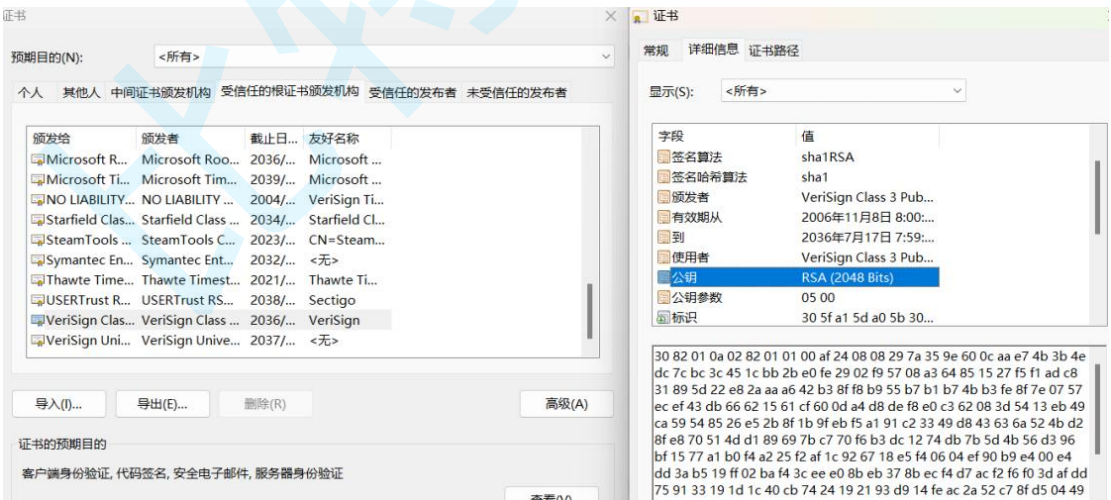 证书
预期目的(N): <所有>
个人 其他人 中间证书颁发机构 受信任的根证书颁发机构 受信任的发布者 未受信任的发布者
颁发给 颁发者 截止日... 友好名称
Microsoft R... Microsoft Roo... 2036/... Microsoft ...
Microsoft Ti... Microsoft Tim... 2039/... Microsoft ...
NO LIABILITY... NO LIABILITY ... 2004/... VeriSign Ti...
Starfield Clas... Starfield Class ... 2034/... Starfield Cl...
SteamTools ... SteamTools C... 2023/... CN=Steam...
Symantec En... Symantec Ent... 2032/... <无>
Thawte Time... Thawte Timest... 2021/... Thawte Ti...
USERTrust R... USERTrust RS... 2038/... Sectigo
VeriSign Clas... VeriSign Class ... 2036/... VeriSign
VeriSign Uni... VeriSign Unive... 2037/... <无>
导入(I)... 导出(E)... 删除(R) 高级(A)
证书的预期目的
客户端身份验证, 代码签名, 安全电子邮件, 服务器身份验证
查看(V)
证书
常规 详细信息 证书路径
显示(S): <所有>
字段 值
签名算法 sha1RSA
签名哈希算法 sha1
颁发者 VeriSign Class 3 Pub...
有效期从 2006年11月8日 8:00:...
到 2036年7月17日 7:59:...
使用者 VeriSign Class 3 Pub...
公钥 RSA (2048 Bits)
公钥参数 05 00
标识 30 5f a1 5d a0 5b 30...
30 82 01 0a 02 82 01 01 00 af 24 08 08 29 7a 35 9e 60 0c aa e7 4b 3b 4e
dc 7c bc 3c 45 1c bb 2b e0 fe 29 02 f9 57 08 a3 64 85 15 27 f5 f1 ad c8
31 89 5d 22 e8 2a aa a6 42 b3 8f f8 b9 55 b7 b1 b7 4b b3 fe 8f 7e 07 57
ec ef 43 db 66 62 15 61 cf 60 0d a4 d8 de f8 e0 c3 62 08 3d 54 13 eb 49
ca 59 54 85 26 e5 2b 8f 1b 9f eb f5 a1 91 c2 33 49 d8 43 63 6a 52 4b d2
8f e8 70 51 4d d1 89 69 7b c7 70 f6 b3 dc 12 74 db 7b 5d 4b 56 d3 96
bf 15 77 a1 b0 f4 a2 25 f2 af 1c 92 67 18 e5 f4 06 04 ef 90 b9 e4 00 e4
dd 3a b5 19 ff 02 ba f4 3c ee e0 8b eb 37 8b ec f4 d7 ac f2 f6 f0 3d af dd
75 91 33 19 1d 1c 40 cb 74 24 19 21 93 d9 14 fe ac 2a 52 c7 8f d5 04 49